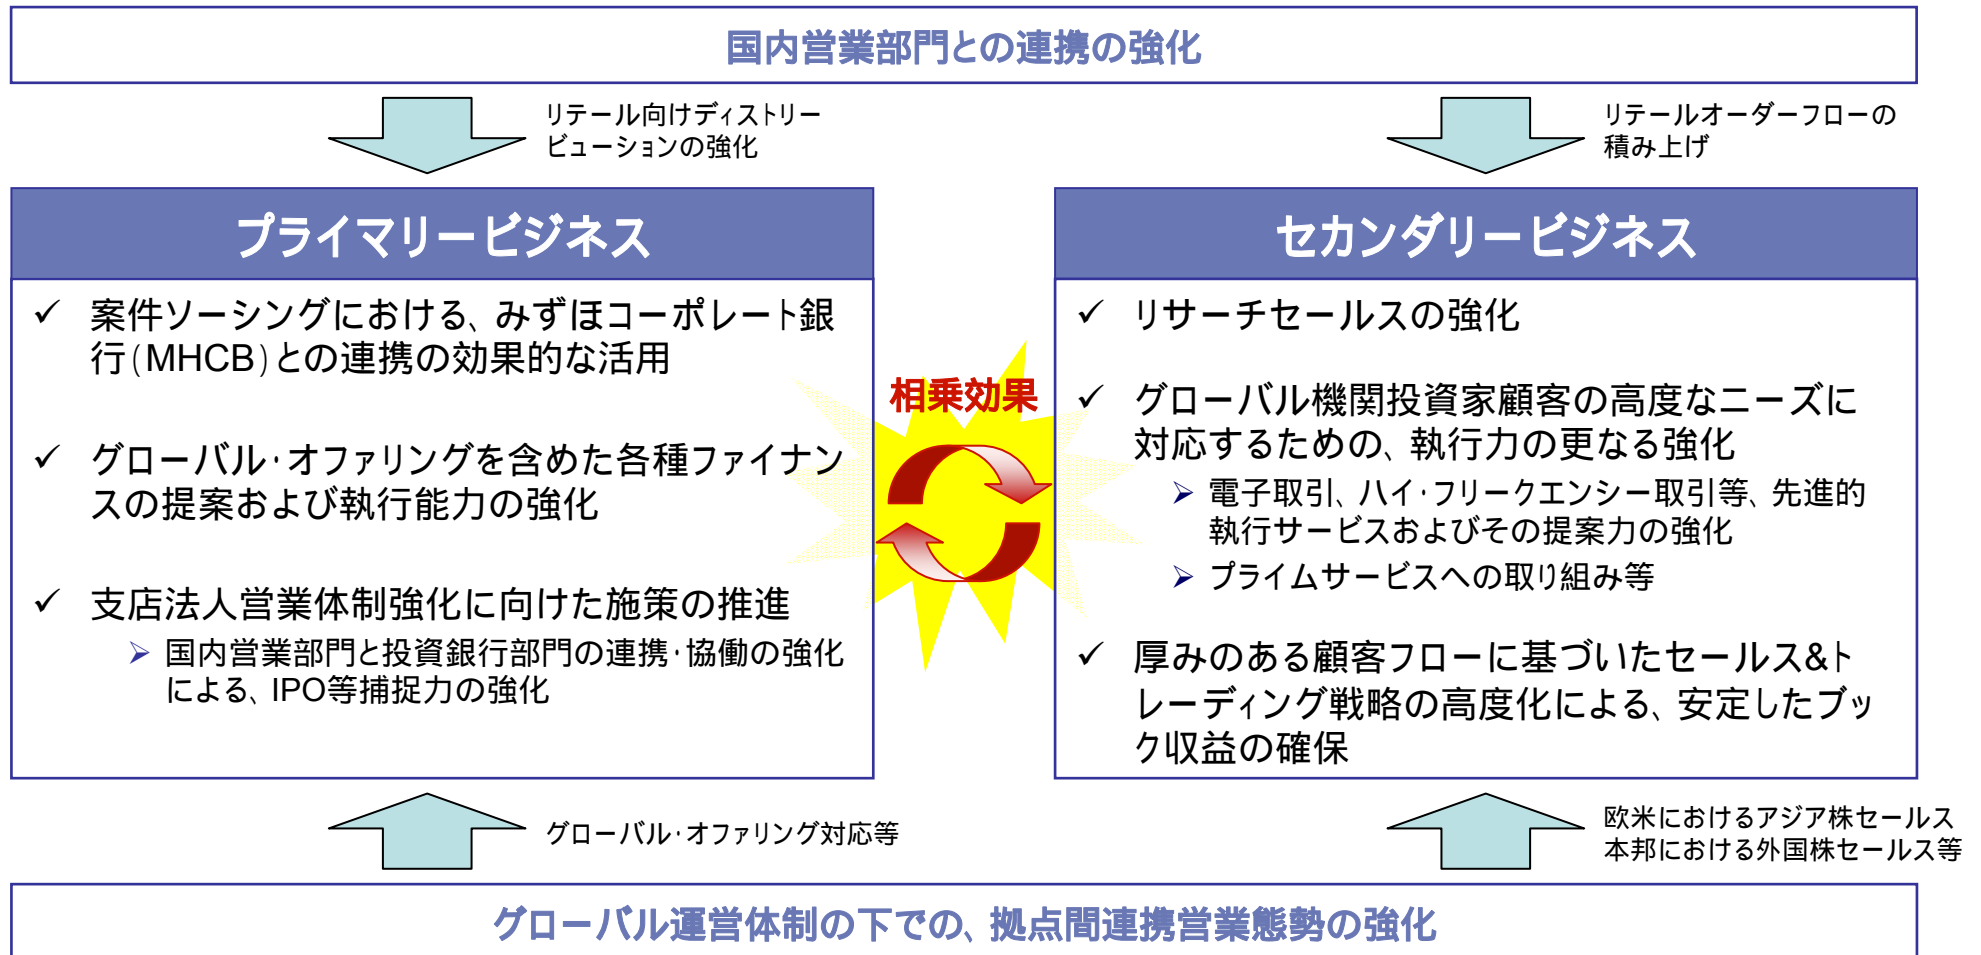 国内営業部門との連携の強化
リテール向けディストリー
ビューションの強化
リテールオーダーフローの
積み上げ
プライマリービジネス
✓ 案件ソーシングにおける、みずほコーポレート銀
行(MHCB)との連携の効果的な活用
✓ グローバル・オファリングを含めた各種ファイナン
スの提案および執行能力の強化
✓ 支店法人営業体制強化に向けた施策の推進
➢ 国内営業部門と投資銀行部門の連携・協働の強化
による、IPO等捕捉力の強化
相乗効果
セカンダリービジネス
✓ リサーチセールスの強化
✓ グローバル機関投資家顧客の高度なニーズに
対応するための、執行力の更なる強化
➢ 電子取引、ハイ・フリークエンシー取引等、先進的
執行サービスおよびその提案力の強化
➢ プライムサービスへの取り組み等
✓ 厚みのある顧客フローに基づいたセールス&ト
レーディング戦略の高度化による、安定したブッ
ク収益の確保
グローバル・オファリング対応等
欧米におけるアジア株セールス
本邦における外国株セールス等
グローバル運営体制の下での、拠点間連携営業態勢の強化